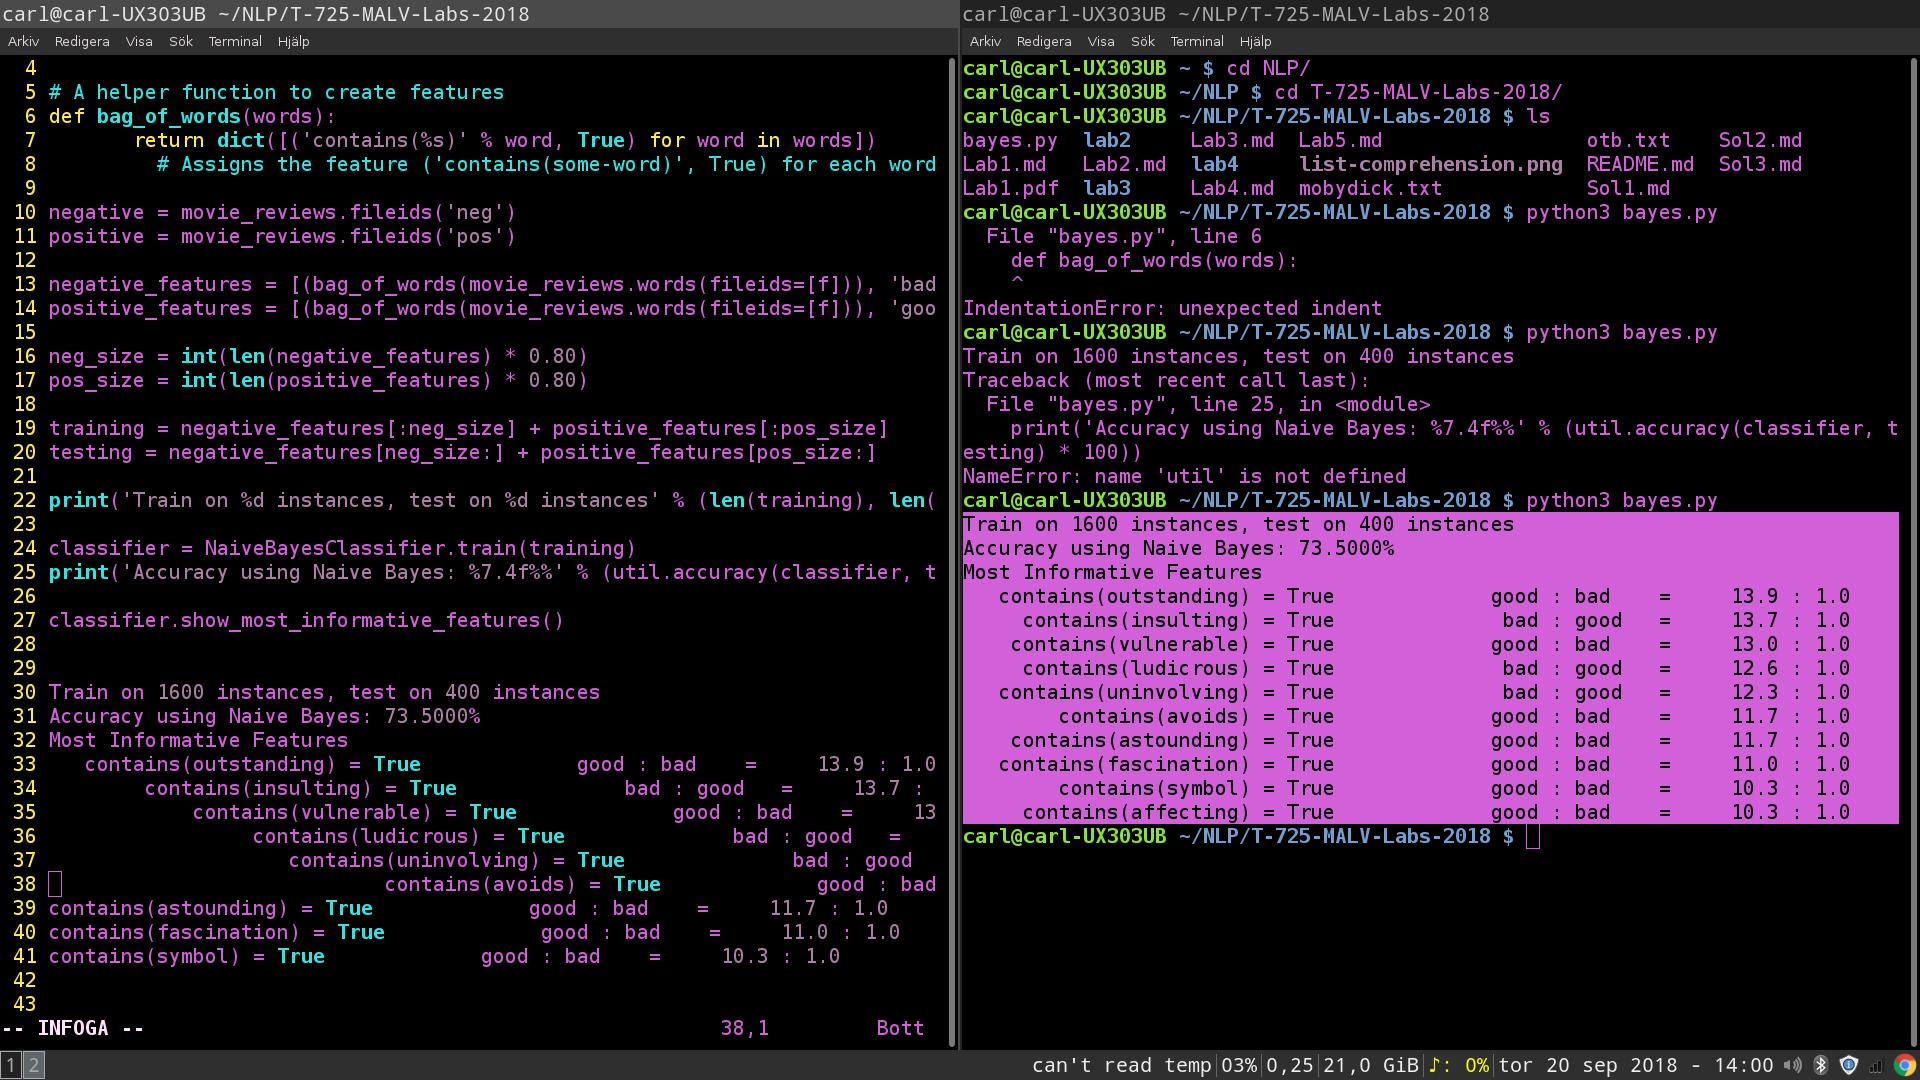 carl@carl-UX303UB ~/NLP/T-725-MALV-Labs-2018
Arkiv Redigera Visa Sök Terminal Hjälp
4
5 # A helper function to create features
6 def bag_of_words(words):
7 return dict([('contains(%s)' % word, True) for word in words])
8 # Assigns the feature ('contains(some-word)', True) for each word
9
10 negative = movie_reviews.fileids('neg')
11 positive = movie_reviews.fileids('pos')
12
13 negative_features = [(bag_of_words(movie_reviews.words(fileids=[f])), 'bad
14 positive_features = [(bag_of_words(movie_reviews.words(fileids=[f])), 'goo
15
16 neg_size = int(len(negative_features) * 0.80)
17 pos_size = int(len(positive_features) * 0.80)
18
19 training = negative_features[:neg_size] + positive_features[:pos_size]
20 testing = negative_features[neg_size:] + positive_features[pos_size:]
21
22 print('Train on %d instances, test on %d instances' % (len(training), len(
23
24 classifier = NaiveBayesClassifier.train(training)
25 print('Accuracy using Naive Bayes: %7.4f%%' % (util.accuracy(classifier, t
26
27 classifier.show_most_informative_features()
28
29
30 Train on 1600 instances, test on 400 instances
31 Accuracy using Naive Bayes: 73.5000%
32 Most Informative Features
33 contains(outstanding) = True good : bad = 13.9 : 1.0
34 contains(insulting) = True bad : good = 13.7 :
35 contains(vulnerable) = True good : bad = 13
36 contains(ludicrous) = True bad : good =
37 contains(uninvolving) = True bad : good
38 contains(avoids) = True good : bad
39 contains(astounding) = True good : bad = 11.7 : 1.0
40 contains(fascination) = True good : bad = 11.0 : 1.0
41 contains(symbol) = True good : bad = 10.3 : 1.0
42
43
-- INFOGA -- 38,1 Bott
carl@carl-UX303UB ~/NLP/T-725-MALV-Labs-2018
Arkiv Redigera Visa Sök Terminal Hjälp
carl@carl-UX303UB ~ $ cd NLP/
carl@carl-UX303UB ~/NLP $ cd T-725-MALV-Labs-2018/
carl@carl-UX303UB ~/NLP/T-725-MALV-Labs-2018 $ ls
bayes.py lab2 Lab3.md Lab5.md otb.txt Sol2.md
Lab1.md Lab2.md lab4 list-comprehension.png README.md Sol3.md
Lab1.pdf lab3 Lab4.md mobydick.txt Sol1.md
carl@carl-UX303UB ~/NLP/T-725-MALV-Labs-2018 $ python3 bayes.py
File "bayes.py", line 6
def bag_of_words(words):
^
IndentationError: unexpected indent
carl@carl-UX303UB ~/NLP/T-725-MALV-Labs-2018 $ python3 bayes.py
Train on 1600 instances, test on 400 instances
Traceback (most recent call last):
File "bayes.py", line 25, in <module>
print('Accuracy using Naive Bayes: %7.4f%%' % (util.accuracy(classifier, t
esting) * 100))
NameError: name 'util' is not defined
carl@carl-UX303UB ~/NLP/T-725-MALV-Labs-2018 $ python3 bayes.py
Train on 1600 instances, test on 400 instances
Accuracy using Naive Bayes: 73.5000%
Most Informative Features
contains(outstanding) = True good : bad = 13.9 : 1.0
contains(insulting) = True bad : good = 13.7 : 1.0
contains(vulnerable) = True good : bad = 13.0 : 1.0
contains(ludicrous) = True bad : good = 12.6 : 1.0
contains(uninvolving) = True bad : good = 12.3 : 1.0
contains(avoids) = True good : bad = 11.7 : 1.0
contains(astounding) = True good : bad = 11.7 : 1.0
contains(fascination) = True good : bad = 11.0 : 1.0
contains(symbol) = True good : bad = 10.3 : 1.0
contains(affecting) = True good : bad = 10.3 : 1.0
carl@carl-UX303UB ~/NLP/T-725-MALV-Labs-2018 $
1 2 can't read temp|03%|0,25|21,0 GiB|♪: 0%|tor 20 sep 2018 - 14:00